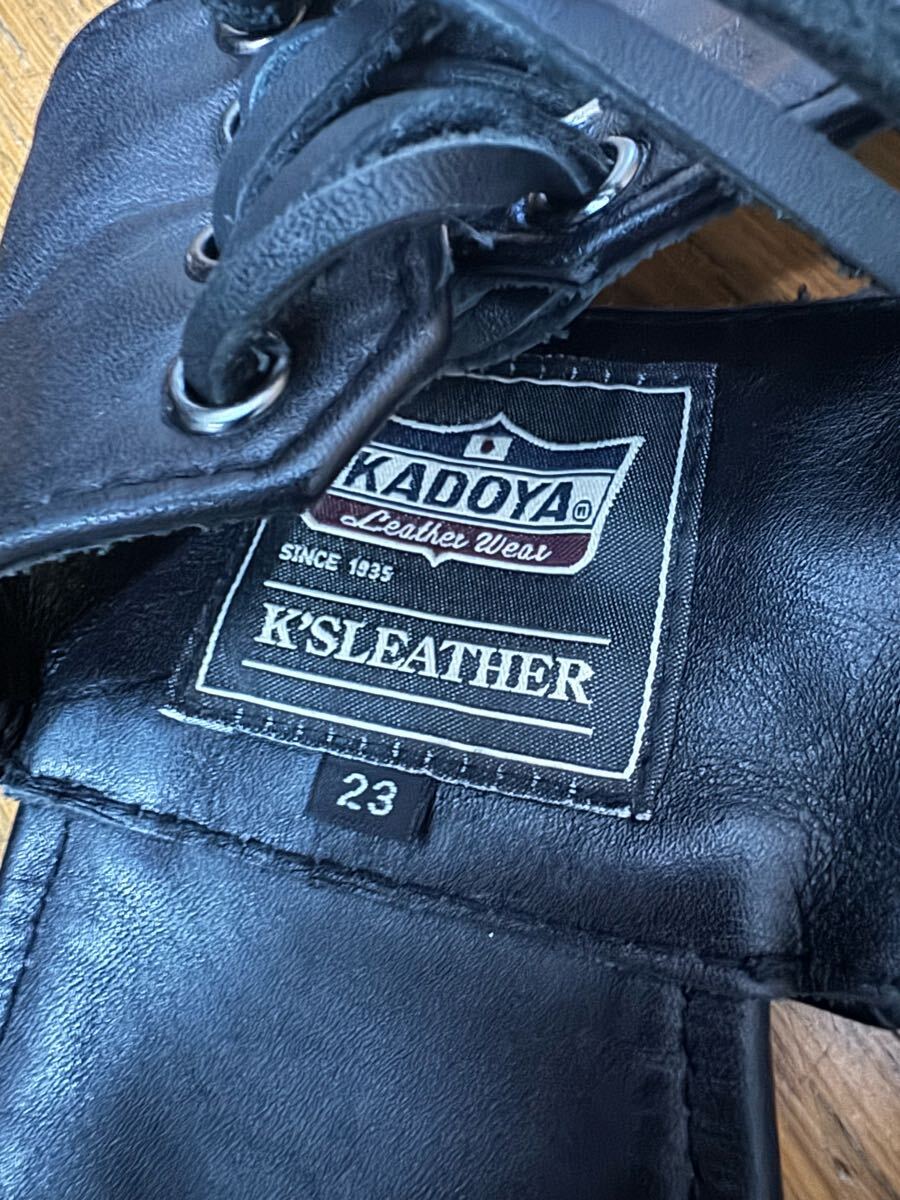 KADOYA®
Leather Wear
SINCE 1935
K'SLEATHER
23